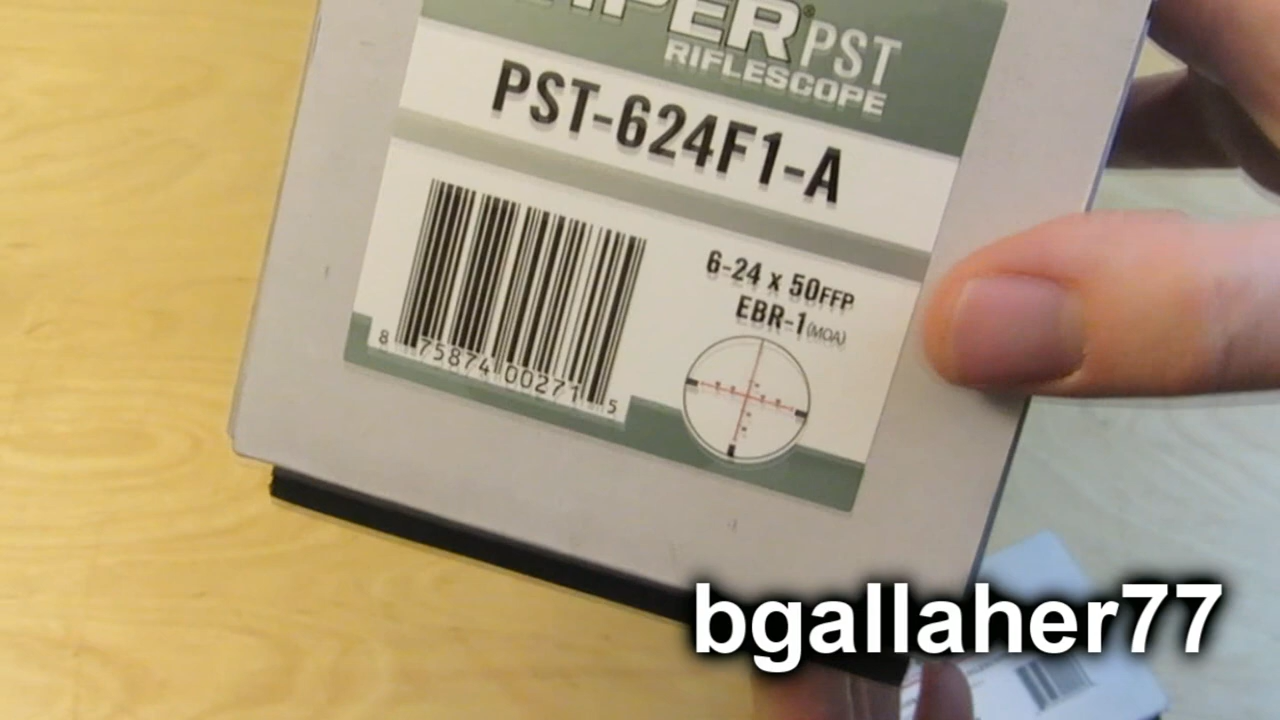 PER® PST
RIFLESCOPE
PST-624F1-A
6-24 x 50FFP
EBR-1(MOA)
8 75874 00271 5
bgallaher77